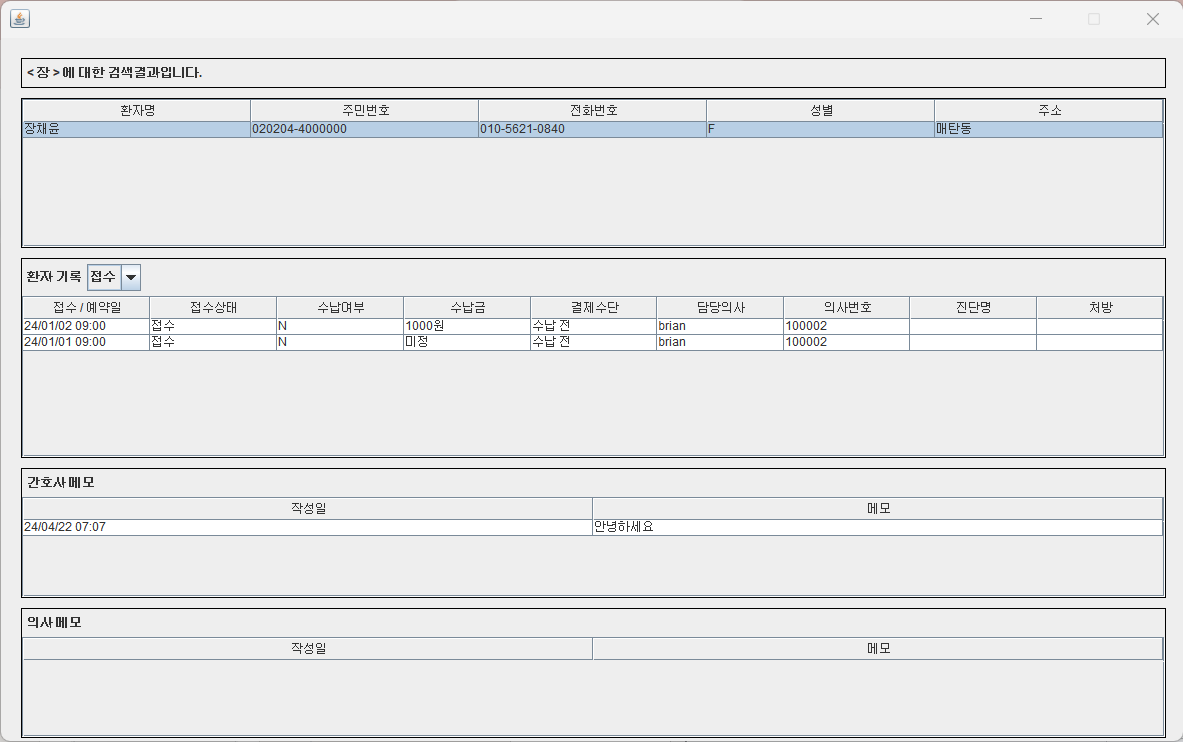 <장>에 대한 검색결과입니다.
환자명 주민번호 전화번호 성별 주소
장채윤 020204-4000000 010-5621-0840 F 매탄동
환자 기록 접수
접수 / 예약일 접수상태 수납여부 수납금 결제수단 담당의사 의사번호 진단명 처방
24/01/02 09:00 접수 N 1000원 수납 전 brian 100002
24/01/01 09:00 접수 N 미정 수납 전 brian 100002
간호사 메모
작성일 메모
24/04/22 07:07 안녕하세요
의사 메모
작성일 메모